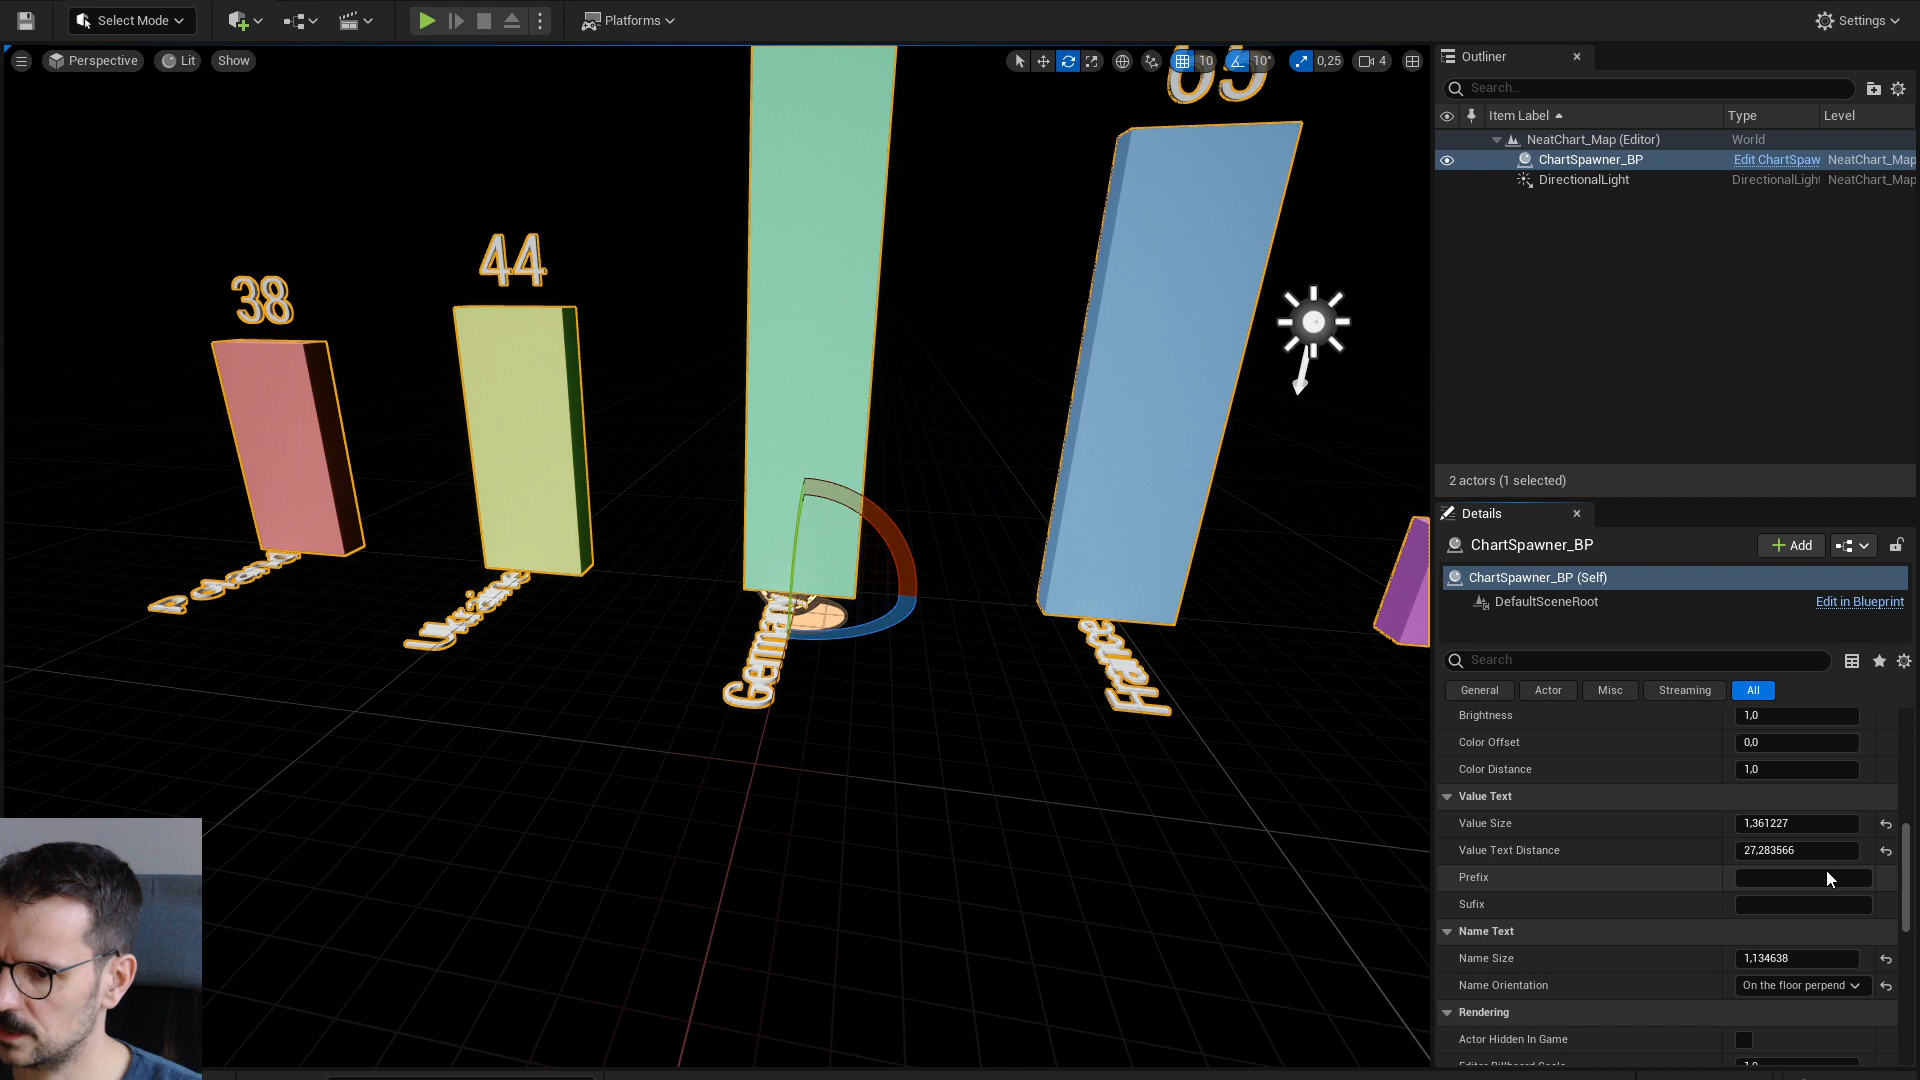 Select Mode
Platforms
Settings
Perspective
Lit
Show
10
10°
0,25
4
Outliner
Search...
Item Label
Type
Level
NeatChart_Map (Editor)
World
ChartSpawner_BP
Edit ChartSpaw
NeatChart_Map
DirectionalLight
DirectionalLight
NeatChart_Map
2 actors (1 selected)
Details
ChartSpawner_BP
Add
ChartSpawner_BP (Self)
DefaultSceneRoot
Edit in Blueprint
Search
General
Actor
Misc
Streaming
All
Brightness
1,0
Color Offset
0,0
Color Distance
1,0
Value Text
Value Size
1,361227
Value Text Distance
27,283566
Prefix
Sufix
Name Text
Name Size
1,134638
Name Orientation
On the floor perpend
Rendering
Actor Hidden In Game
38
44